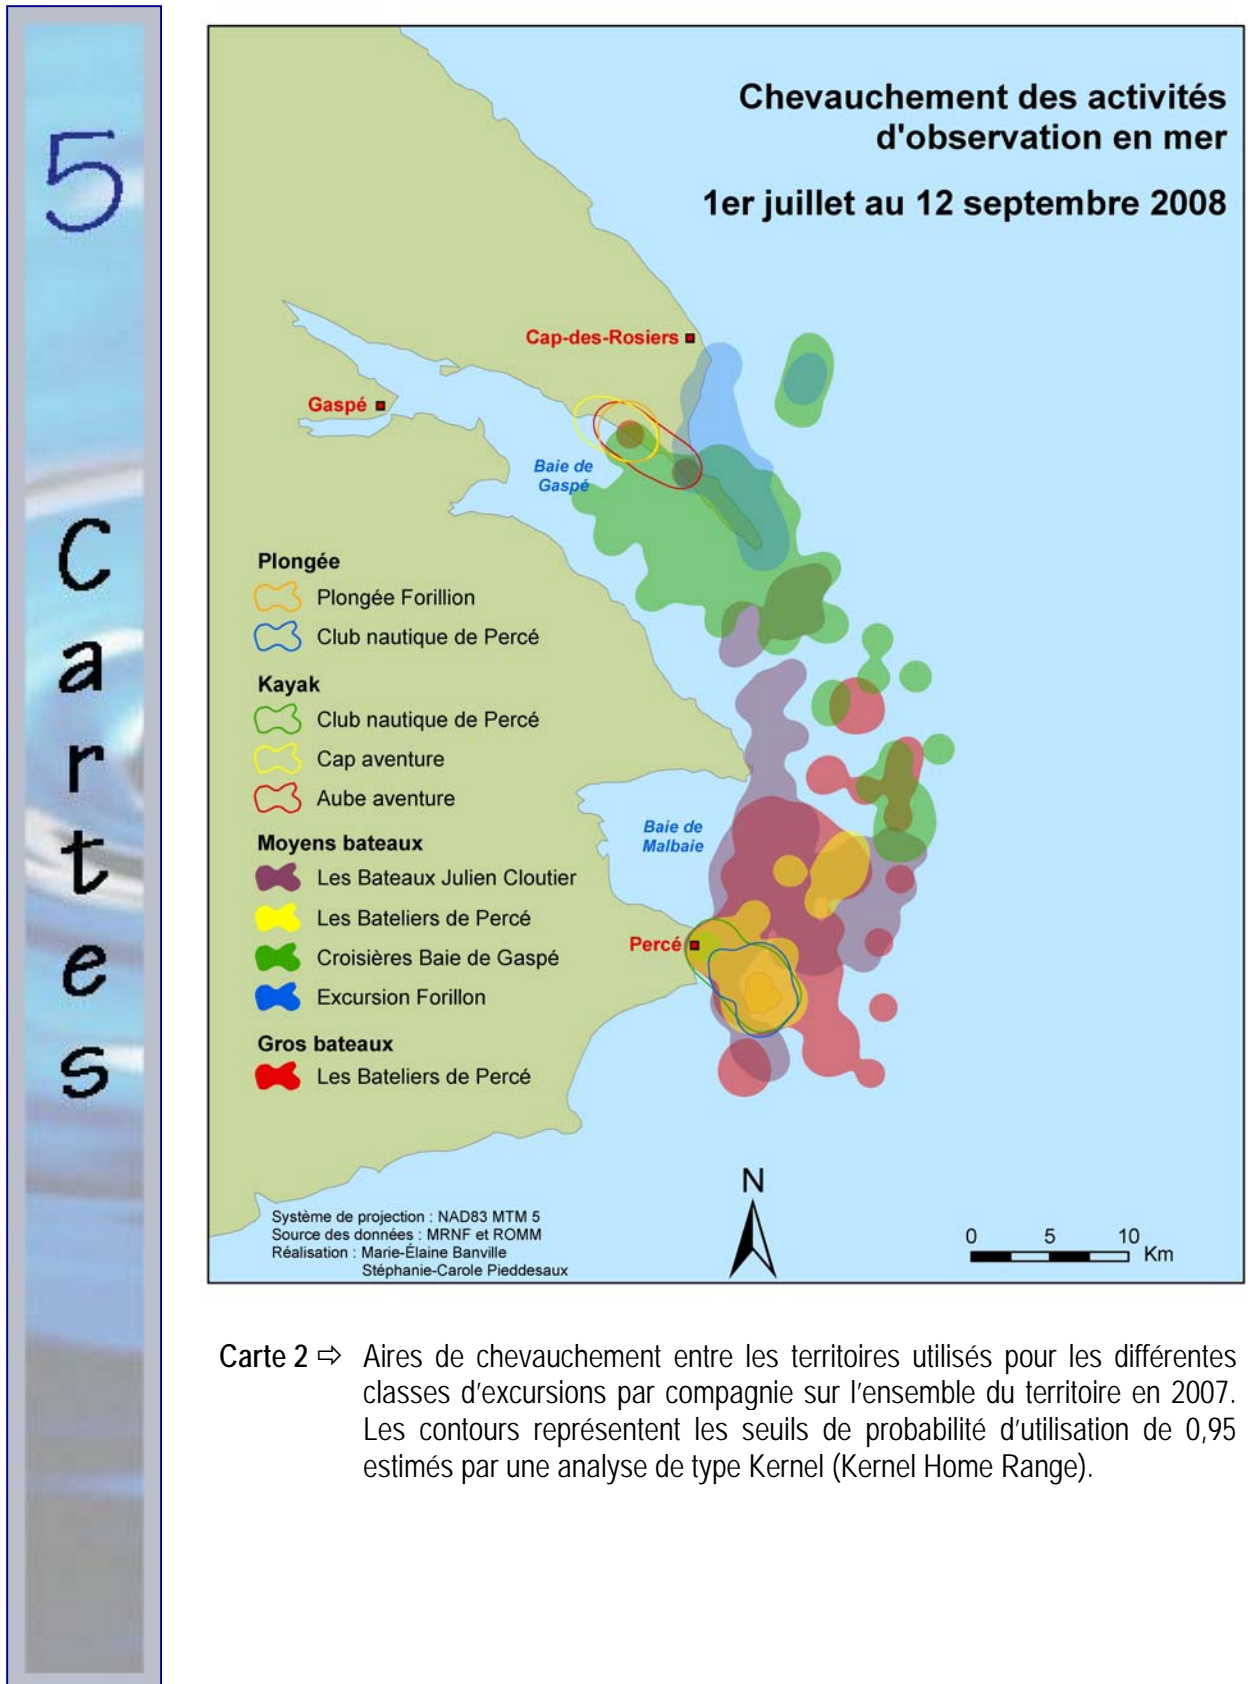 5
Cartes
Chevauchement des activités
d'observation en mer
1er juillet au 12 septembre 2008
Cap-des-Rosiers
Gaspé
Baie de
Gaspé
Plongée
Plongée Forillion
Club nautique de Percé
Kayak
Club nautique de Percé
Cap aventure
Aube aventure
Moyens bateaux
Les Bateaux Julien Cloutier
Les Bateliers de Percé
Croisières Baie de Gaspé
Excursion Forillon
Gros bateaux
Les Bateliers de Percé
Baie de
Malbaie
Percé
N
Système de projection : NAD83 MTM 5
Source des données : MRNF et ROMM
Réalisation : Marie-Élaine Banville
Stéphanie-Carole Pieddesaux
0 5 10
Km
Carte 2 ⇨ Aires de chevauchement entre les territoires utilisés pour les différentes
classes d'excursions par compagnie sur l'ensemble du territoire en 2007.
Les contours représentent les seuils de probabilité d'utilisation de 0,95
estimés par une analyse de type Kernel (Kernel Home Range).